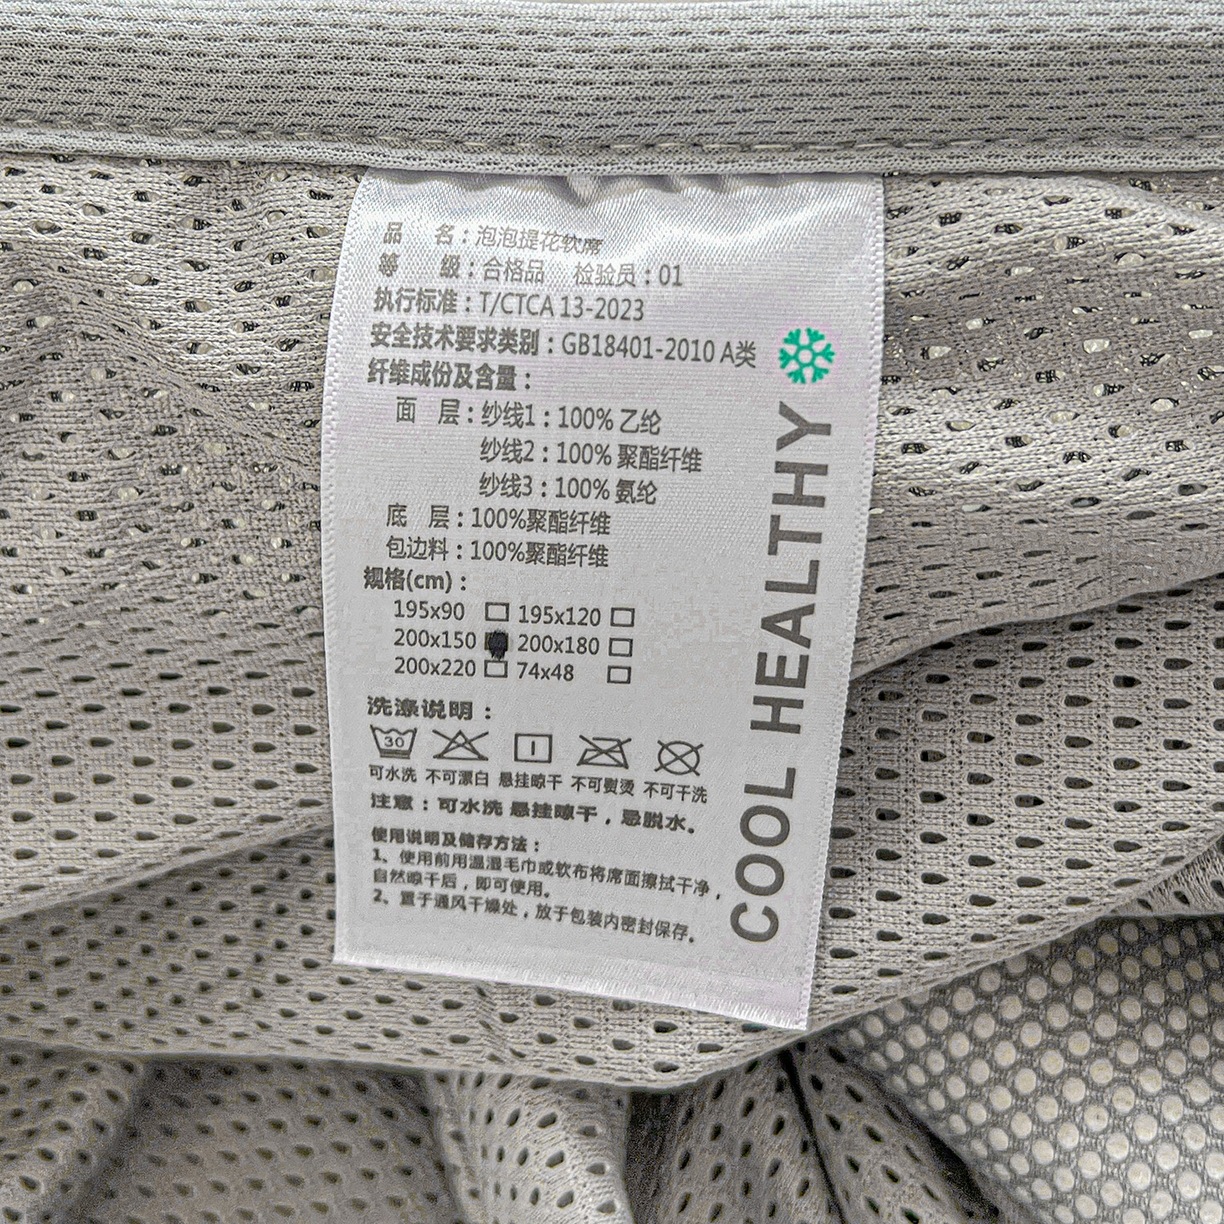 品 名：泡泡提花软席
等 级：合格品 检验员：01
执行标准：T/CTCA 13-2023
安全技术要求类别：GB18401-2010 A类
纤维成份及含量：
面 层：纱线1：100% 乙纶
纱线2：100% 聚酯纤维
纱线3：100% 氨纶
底 层：100%聚酯纤维
包边料：100%聚酯纤维
规格(cm)：
195x90 195x120
200x150 200x180
200x220 74x48
洗涤说明：
30
可水洗 不可漂白 悬挂晾干 不可熨烫 不可干洗
注意：可水洗 悬挂晾干，忌脱水。
使用说明及储存方法：
1、使用前用温湿毛巾或软布将席面擦拭干净，
自然晾干后，即可使用。
2、置于通风干燥处，放于包装内密封保存。
COOL HEALTHY